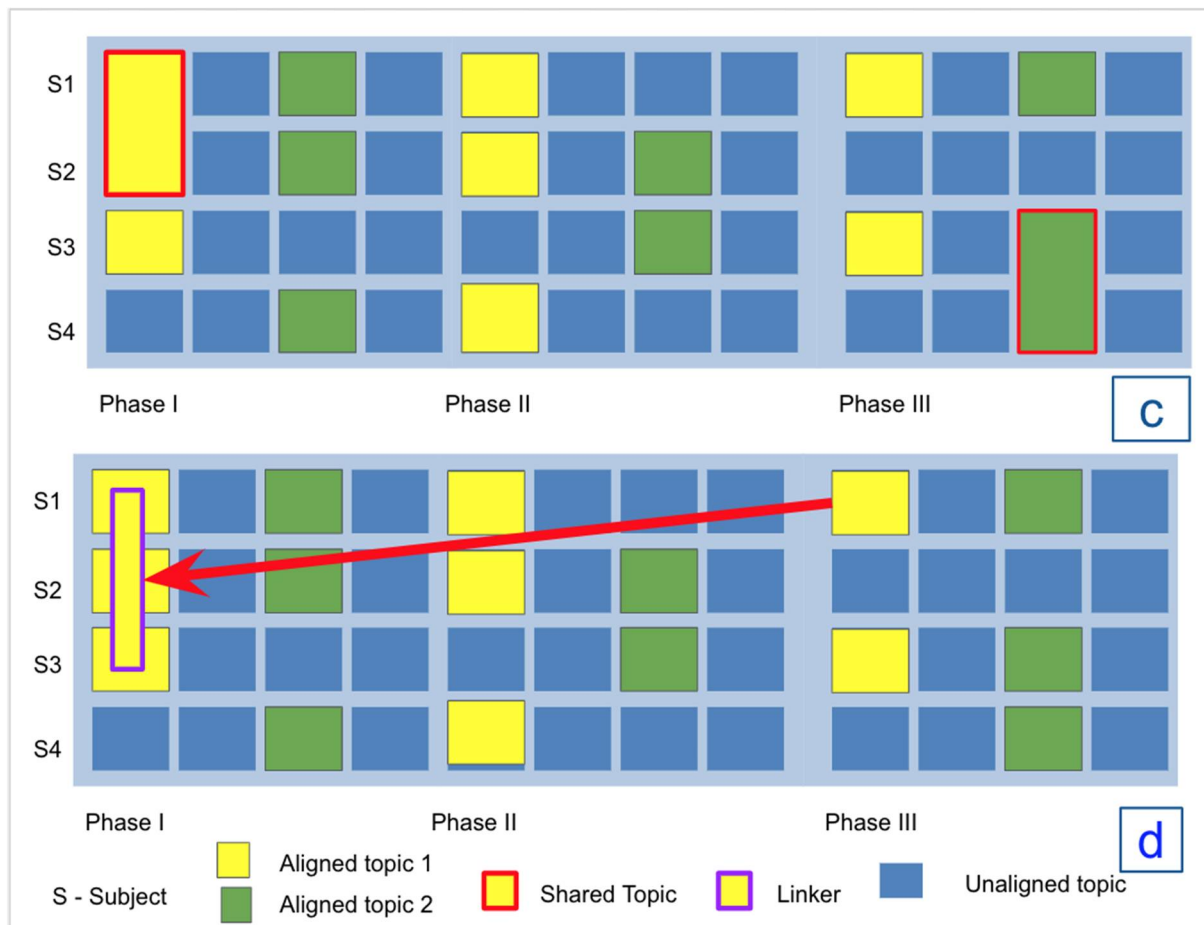 S1
S2
S3
S4
Phase I Phase II Phase III
c
S1
S2
S3
S4
Phase I Phase II Phase III
d
S - Subject
Aligned topic 1
Aligned topic 2
Shared Topic
Linker
Unaligned topic